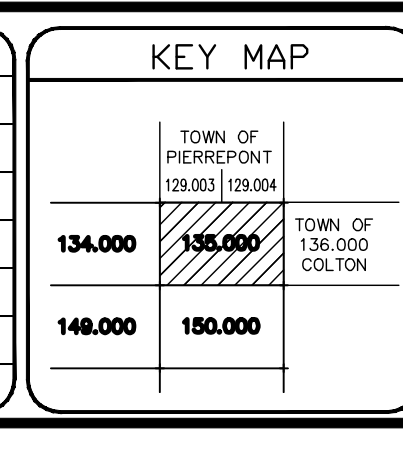 KEY MAP
TOWN OF
PIERREPONT
129.003 129.004
134.000 135.000 TOWN OF
136.000
COLTON
149.000 150.000